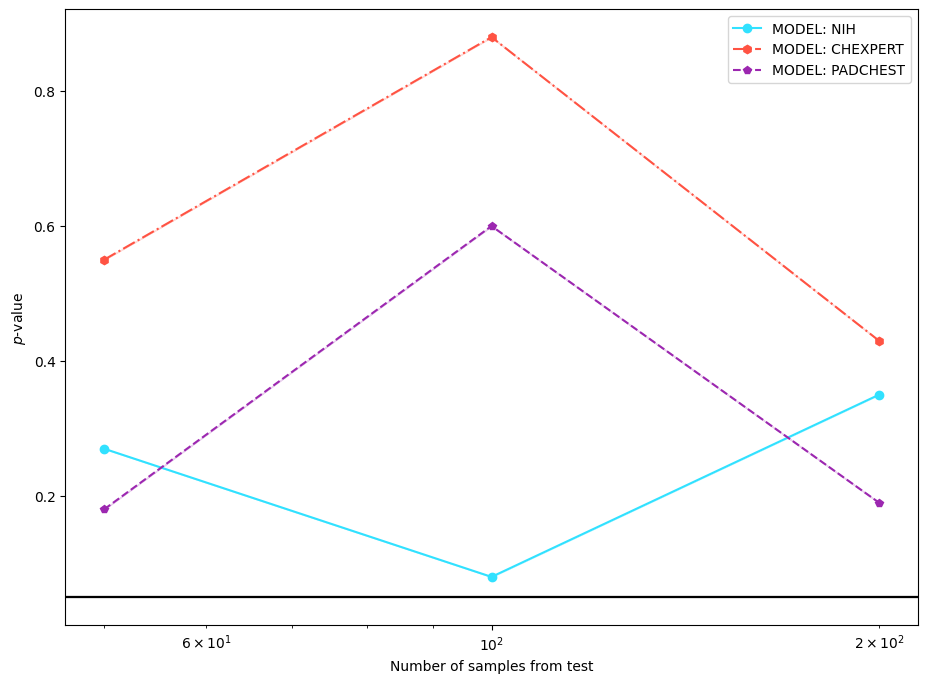 MODEL: NIH
MODEL: CHEXPERT
MODEL: PADCHEST
0.8
0.6
0.4
0.2
p-value
6 × 10¹
10²
2 × 10²
Number of samples from test